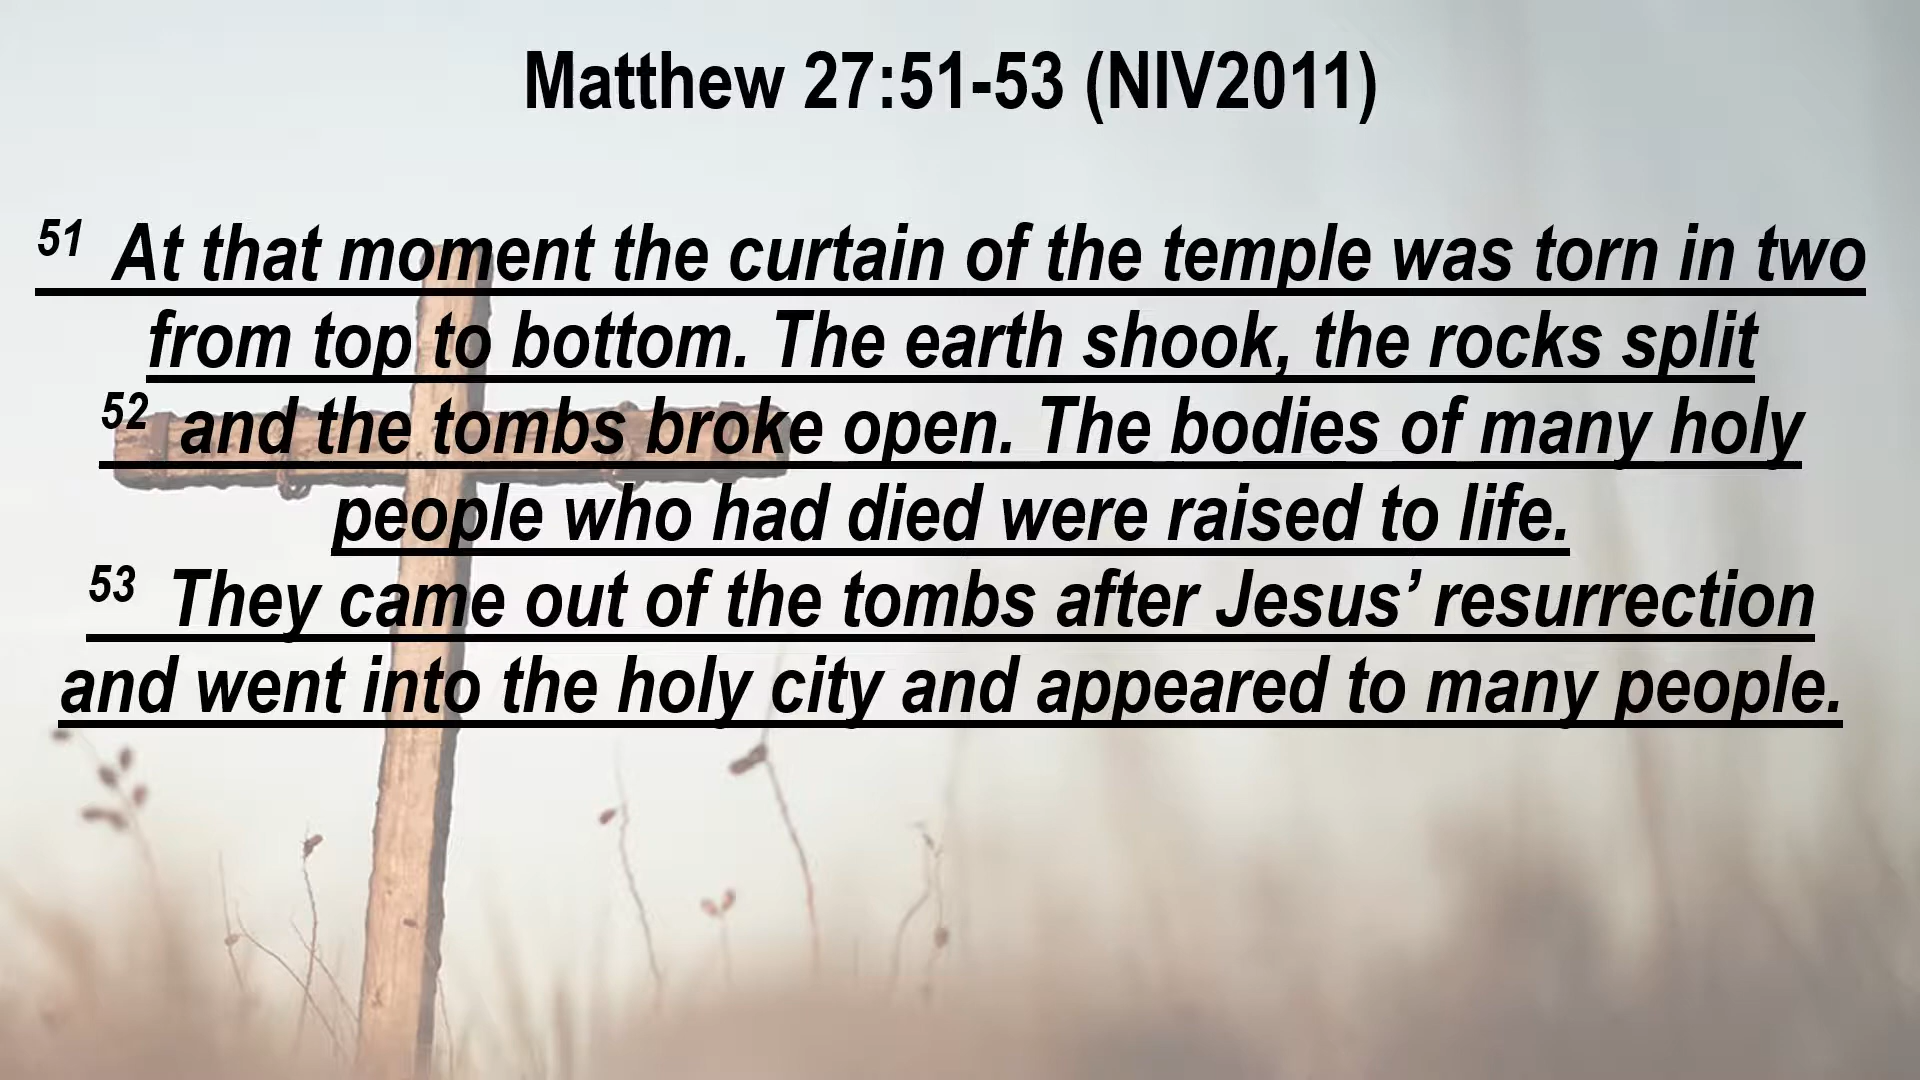 Matthew 27:51-53 (NIV2011)
51 At that moment the curtain of the temple was torn in two
from top to bottom. The earth shook, the rocks split
52 and the tombs broke open. The bodies of many holy
people who had died were raised to life.
53 They came out of the tombs after Jesus’ resurrection
and went into the holy city and appeared to many people.